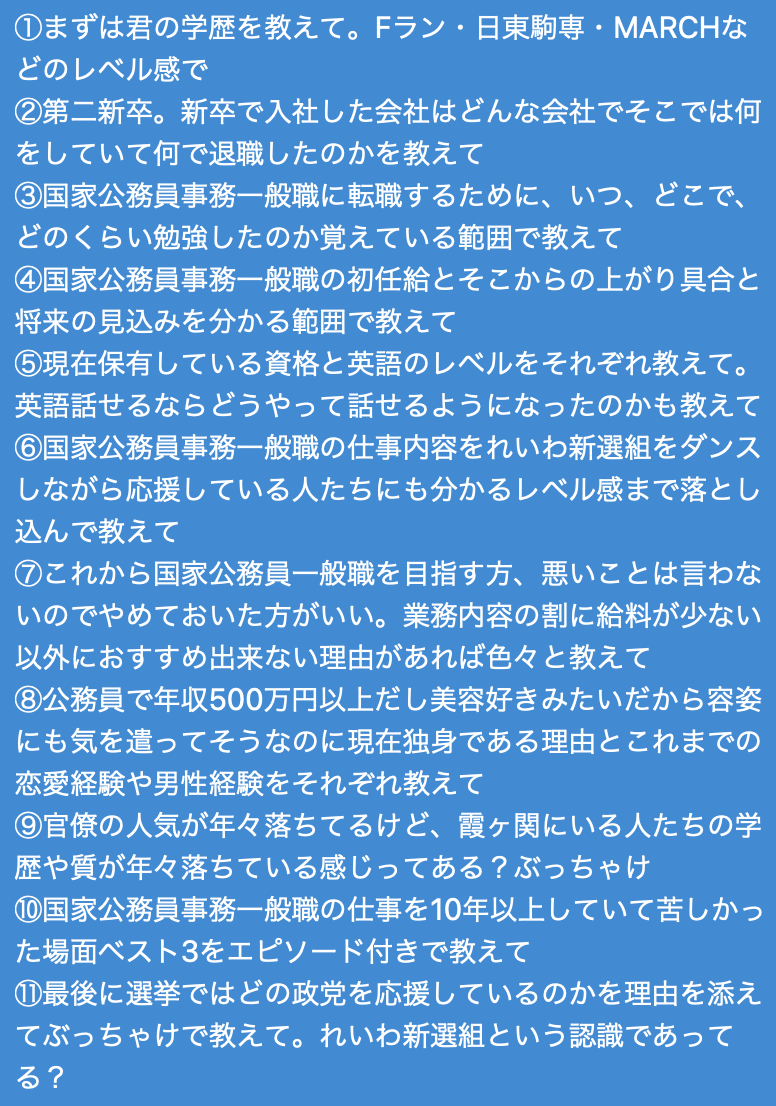 ①まずは君の学歴を教えて。Fラン・日東駒専・MARCHな
どのレベル感で
②第二新卒。新卒で入社した会社はどんな会社でそこでは何
をしていて何で退職したのかを教えて
③国家公務員事務一般職に転職するために、いつ、どこで、
どのくらい勉強したのか覚えている範囲で教えて
④国家公務員事務一般職の初任給とそこからの上がり具合と
将来の見込みを分かる範囲で教えて
⑤現在保有している資格と英語のレベルをそれぞれ教えて。
英語話せるならどうやって話せるようになったのかも教えて
⑥国家公務員事務一般職の仕事内容をれいわ新選組をダンス
しながら応援している人たちにも分かるレベル感まで落とし
込んで教えて
⑦これから国家公務員一般職を目指す方、悪いことは言わな
いのでやめておいた方がいい。業務内容の割に給料が少ない
以外におすすめ出来ない理由があれば色々と教えて
⑧公務員で年収500万円以上だし美容好きみたいだから容姿
にも気を遣ってそうなのに現在独身である理由とこれまでの
恋愛経験や男性経験をそれぞれ教えて
⑨官僚の人気が年々落ちてるけど、霞ヶ関にいる人たちの学
歴や質が年々落ちている感じってある？ぶっちゃけ
⑩国家公務員事務一般職の仕事を10年以上していて苦しかっ
た場面ベスト3をエピソード付きで教えて
⑪最後に選挙ではどの政党を応援しているのかを理由を添え
てぶっちゃけで教えて。れいわ新選組という認識であって
る？